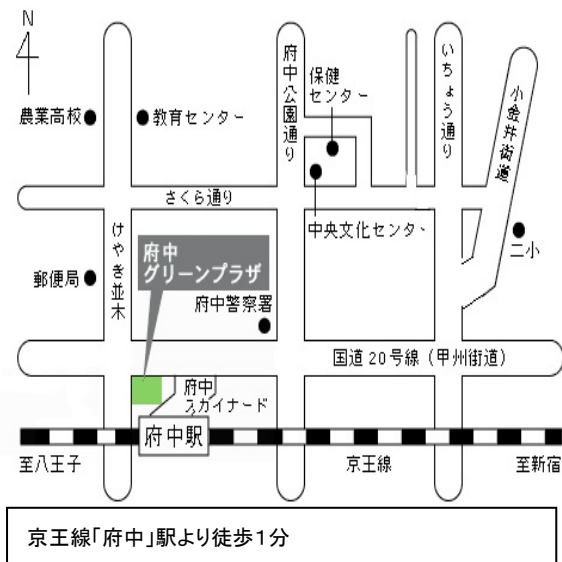 N
農業高校
教育センター
府中公園通り
保健
センター
いちょう通り
小金井街道
さくら通り
中央文化センター
けやき並木
府中
グリーンプラザ
郵便局
府中警察署
二小
国道20号線（甲州街道）
府中
スカイナード
府中駅
至八王子
京王線
至新宿
京王線「府中」駅より徒歩1分